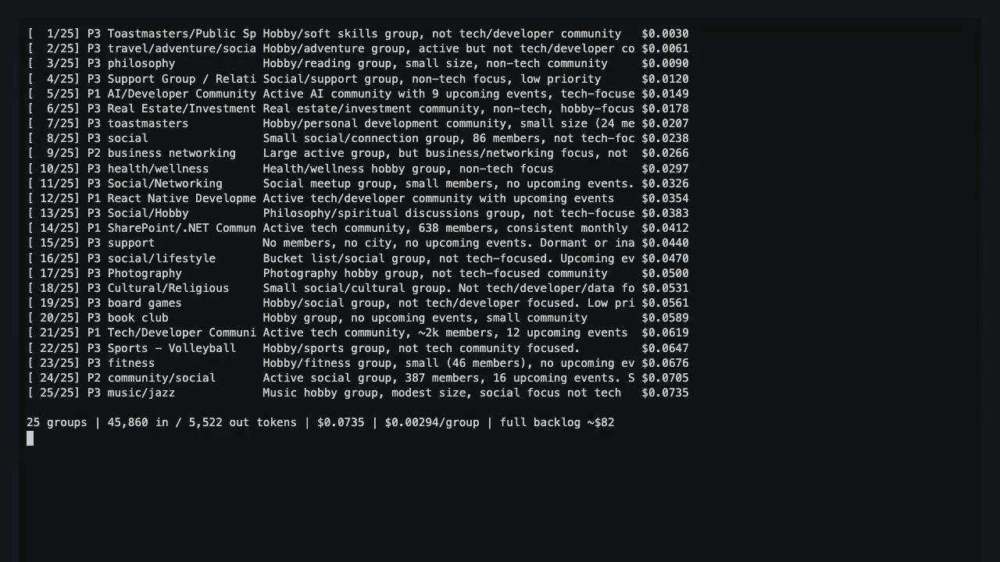 [  1/25] P3 Toastmasters/Public Sp Hobby/soft skills group, not tech/developer community   $0.0030
[  2/25] P3 travel/adventure/socia Hobby/adventure group, active but not tech/developer co $0.0061
[  3/25] P3 philosophy             Hobby/reading group, small size, non-tech community     $0.0090
[  4/25] P3 Support Group / Relati Social/support group, non-tech focus, low priority      $0.0120
[  5/25] P1 AI/Developer Community Active AI community with 9 upcoming events, tech-focuse $0.0149
[  6/25] P3 Real Estate/Investment Real estate/investment community, non-tech, hobby-focus $0.0178
[  7/25] P3 toastmasters           Hobby/personal development community, small size (24 me $0.0207
[  8/25] P3 social                 Small social/connection group, 86 members, not tech-foc $0.0238
[  9/25] P2 business networking    Large active group, but business/networking focus, not  $0.0266
[ 10/25] P3 health/wellness        Health/wellness hobby group, non-tech focus             $0.0297
[ 11/25] P3 Social/Networking      Social meetup group, small members, no upcoming events. $0.0326
[ 12/25] P1 React Native Developme Active tech/developer community with upcoming events    $0.0354
[ 13/25] P3 Social/Hobby           Philosophy/spiritual discussions group, not tech-focuse $0.0383
[ 14/25] P1 SharePoint/.NET Commun Active tech community, 638 members, consistent monthly  $0.0412
[ 15/25] P3 support                No members, no city, no upcoming events. Dormant or ina $0.0440
[ 16/25] P3 social/lifestyle       Bucket list/social group, not tech-focused. Upcoming ev $0.0470
[ 17/25] P3 Photography            Photography hobby group, not tech-focused community     $0.0500
[ 18/25] P3 Cultural/Religious     Small social/cultural group. Not tech/developer/data fo $0.0531
[ 19/25] P3 board games            Hobby/social group, not tech/developer focused. Low pri $0.0561
[ 20/25] P3 book club              Hobby group, no upcoming events, small community        $0.0589
[ 21/25] P1 Tech/Developer Communi Active tech community, ~2k members, 12 upcoming events  $0.0619
[ 22/25] P3 Sports - Volleyball    Hobby/sports group, not tech community focused.         $0.0647
[ 23/25] P3 fitness                Hobby/fitness group, small (46 members), no upcoming ev $0.0676
[ 24/25] P2 community/social       Active social group, 387 members, 16 upcoming events. S $0.0705
[ 25/25] P3 music/jazz             Music hobby group, modest size, social focus not tech   $0.0735
25 groups | 45,860 in / 5,522 out tokens | $0.0735 | $0.00294/group | full backlog ~$82